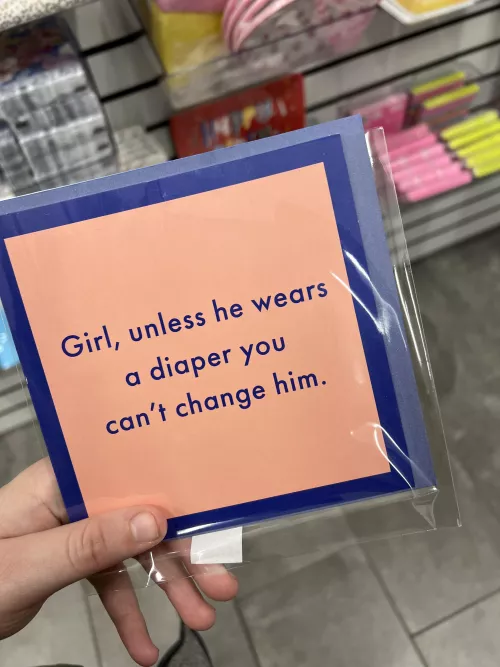 Girl, unless he wears
a diaper you
can't change him.